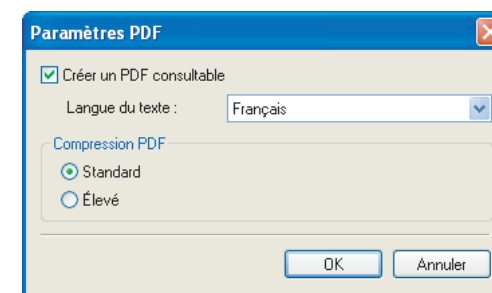 Paramètres PDF
Créer un PDF consultable
Langue du texte : Français
Compression PDF
Standard
Élevé
OK Annuler